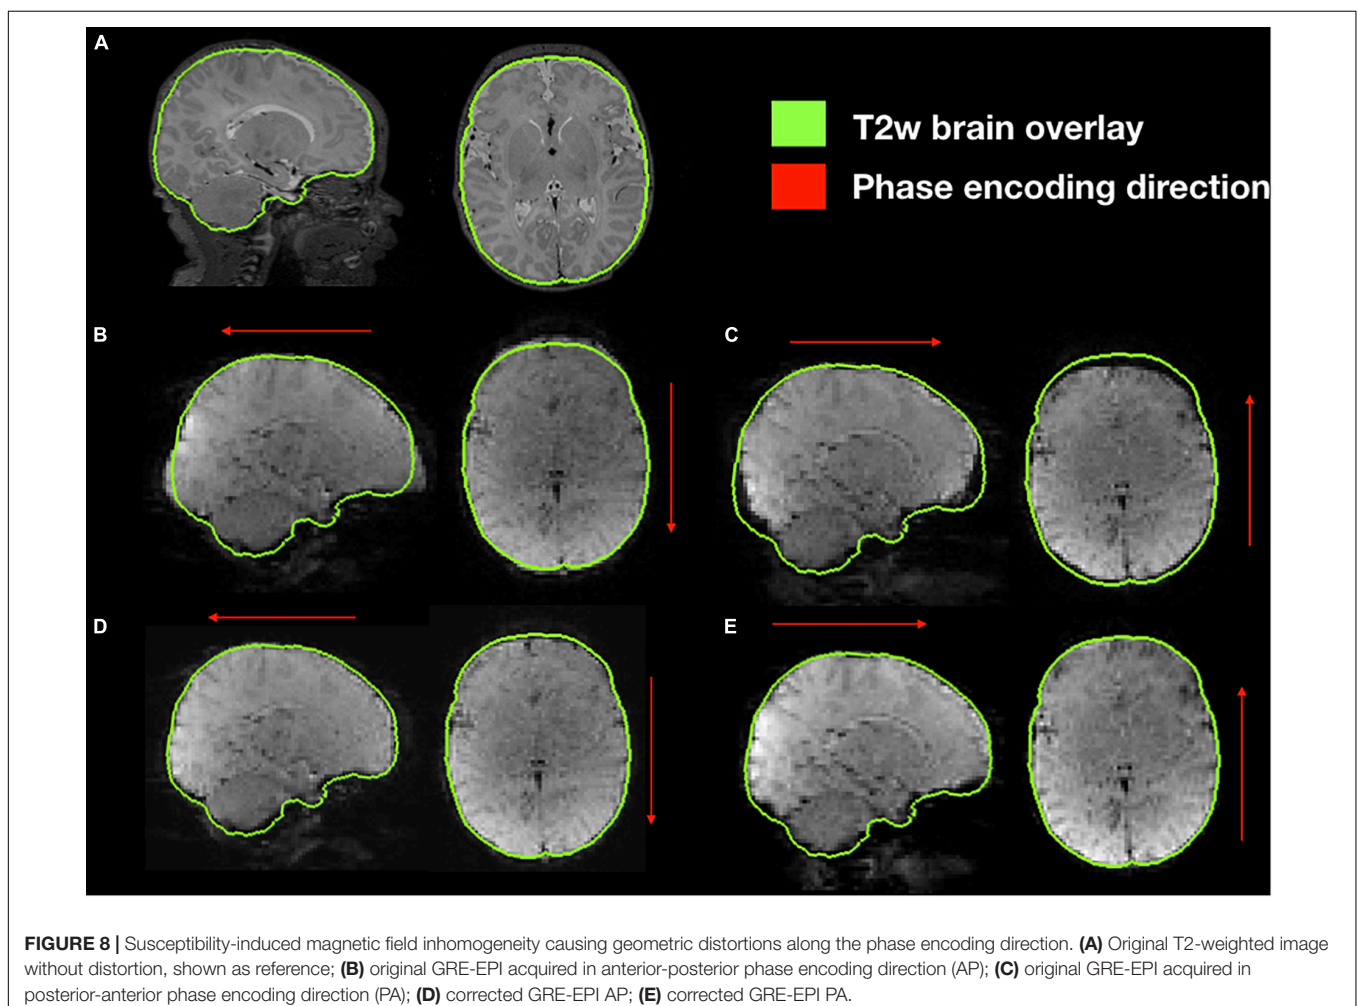 A
T2w brain overlay
Phase encoding direction
B
C
D
E
FIGURE 8 | Susceptibility-induced magnetic field inhomogeneity causing geometric distortions along the phase encoding direction. (A) Original T2-weighted image
without distortion, shown as reference; (B) original GRE-EPI acquired in anterior-posterior phase encoding direction (AP); (C) original GRE-EPI acquired in
posterior-anterior phase encoding direction (PA); (D) corrected GRE-EPI AP; (E) corrected GRE-EPI PA.